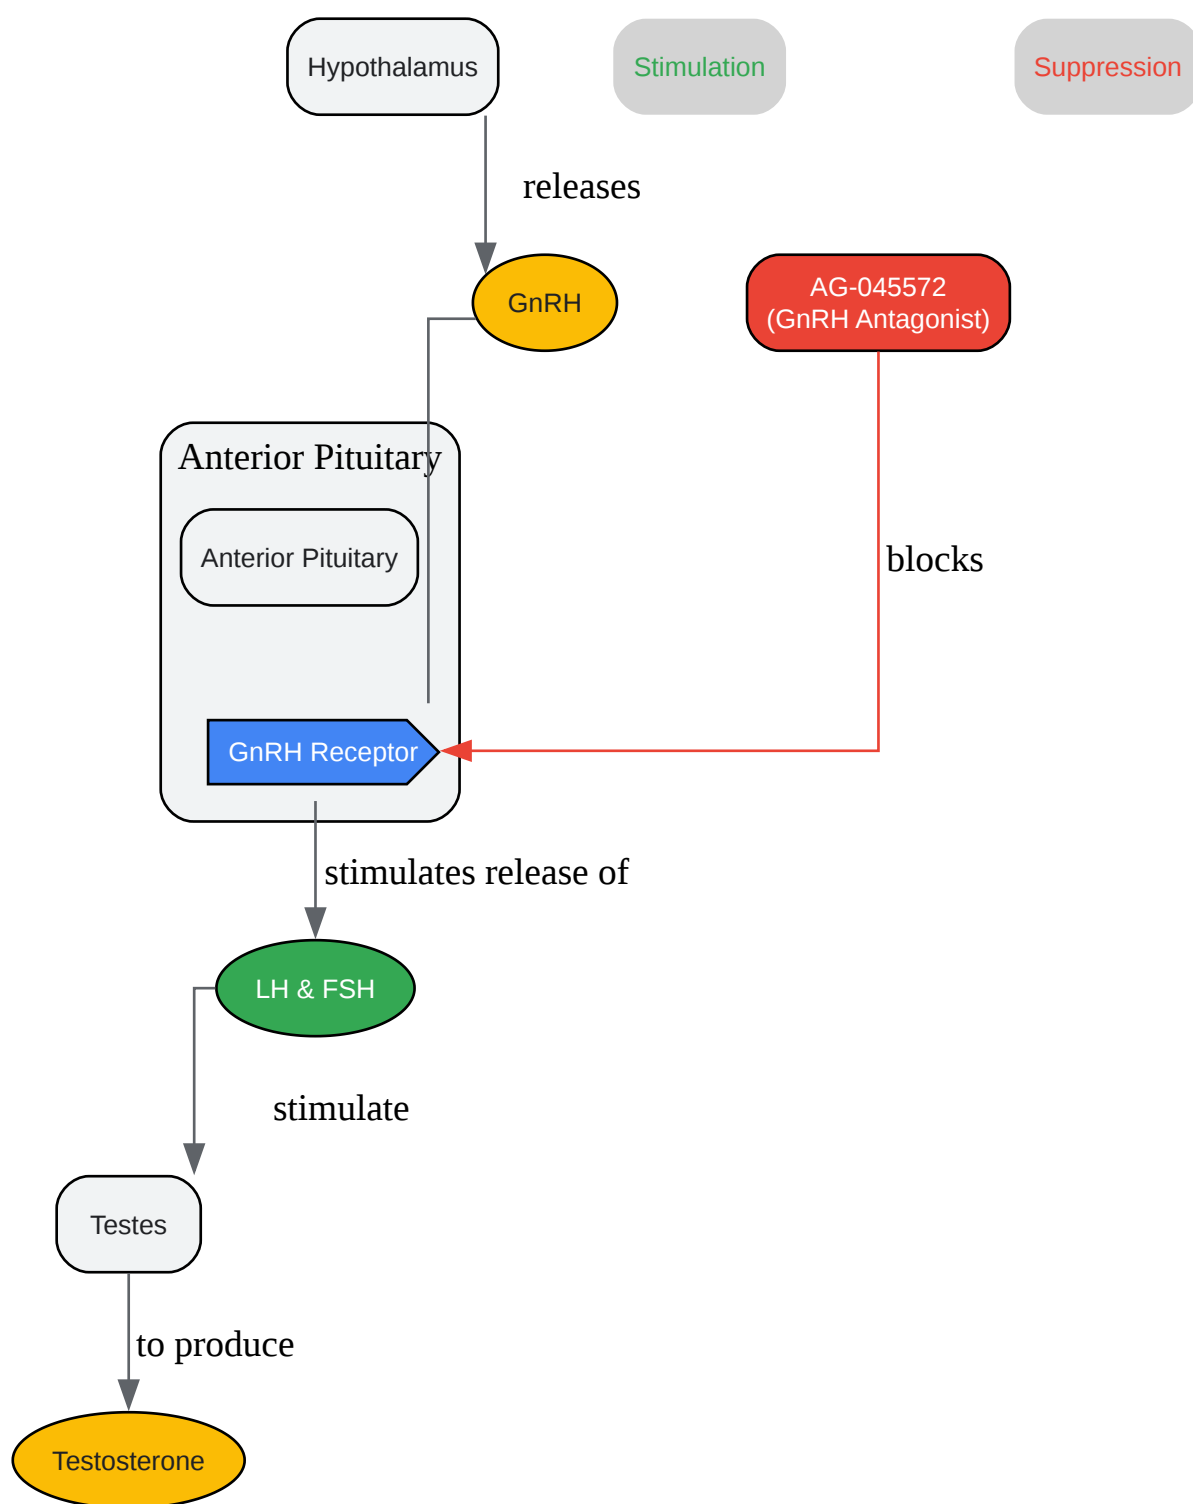 Hypothalamus
Stimulation
Suppression
releases
GnRH
AG-045572
(GnRH Antagonist)
Anterior Pituitary
Anterior Pituitary
blocks
GnRH Receptor
stimulates release of
LH & FSH
stimulate
Testes
to produce
Testosterone